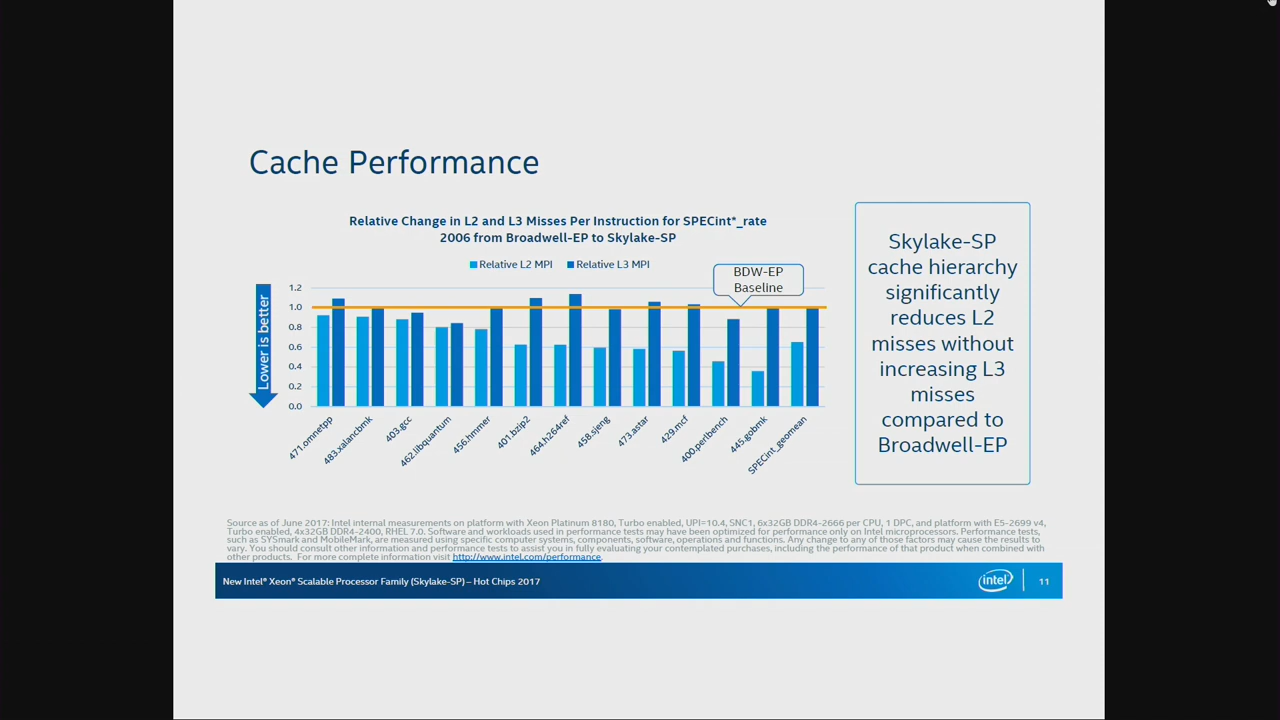 Cache Performance
Relative Change in L2 and L3 Misses Per Instruction for SPECint*_rate
2006 from Broadwell-EP to Skylake-SP
Relative L2 MPI
Relative L3 MPI
BDW-EP
Baseline
Lower is better
1.2
1.0
0.8
0.6
0.4
0.2
0.0
471.omnetpp
483.xalancbmk
403.gcc
462.libquantum
456.hmmer
401.bzip2
464.h264ref
458.sjeng
473.astar
429.mcf
400.perlbench
445.gobmk
SPECint_geomean
Skylake-SP
cache hierarchy
significantly
reduces L2
misses without
increasing L3
misses
compared to
Broadwell-EP
Source as of June 2017: Intel internal measurements on platform with Xeon Platinum 8180, Turbo enabled, UPI=10.4, SNC1, 6x32GB DDR4-2666 per CPU, 1 DPC, and platform with E5-2699 v4,
Turbo enabled, 4x32GB DDR4-2400, RHEL 7.0. Software and workloads used in performance tests may have been optimized for performance only on Intel microprocessors. Performance tests,
such as SYSmark and MobileMark, are measured using specific computer systems, components, software, operations and functions. Any change to any of those factors may cause the results to
vary. You should consult other information and performance tests to assist you in fully evaluating your contemplated purchases, including the performance of that product when combined with
other products. For more complete information visit http://www.intel.com/performance.
New Intel® Xeon® Scalable Processor Family (Skylake-SP) – Hot Chips 2017
intel
11